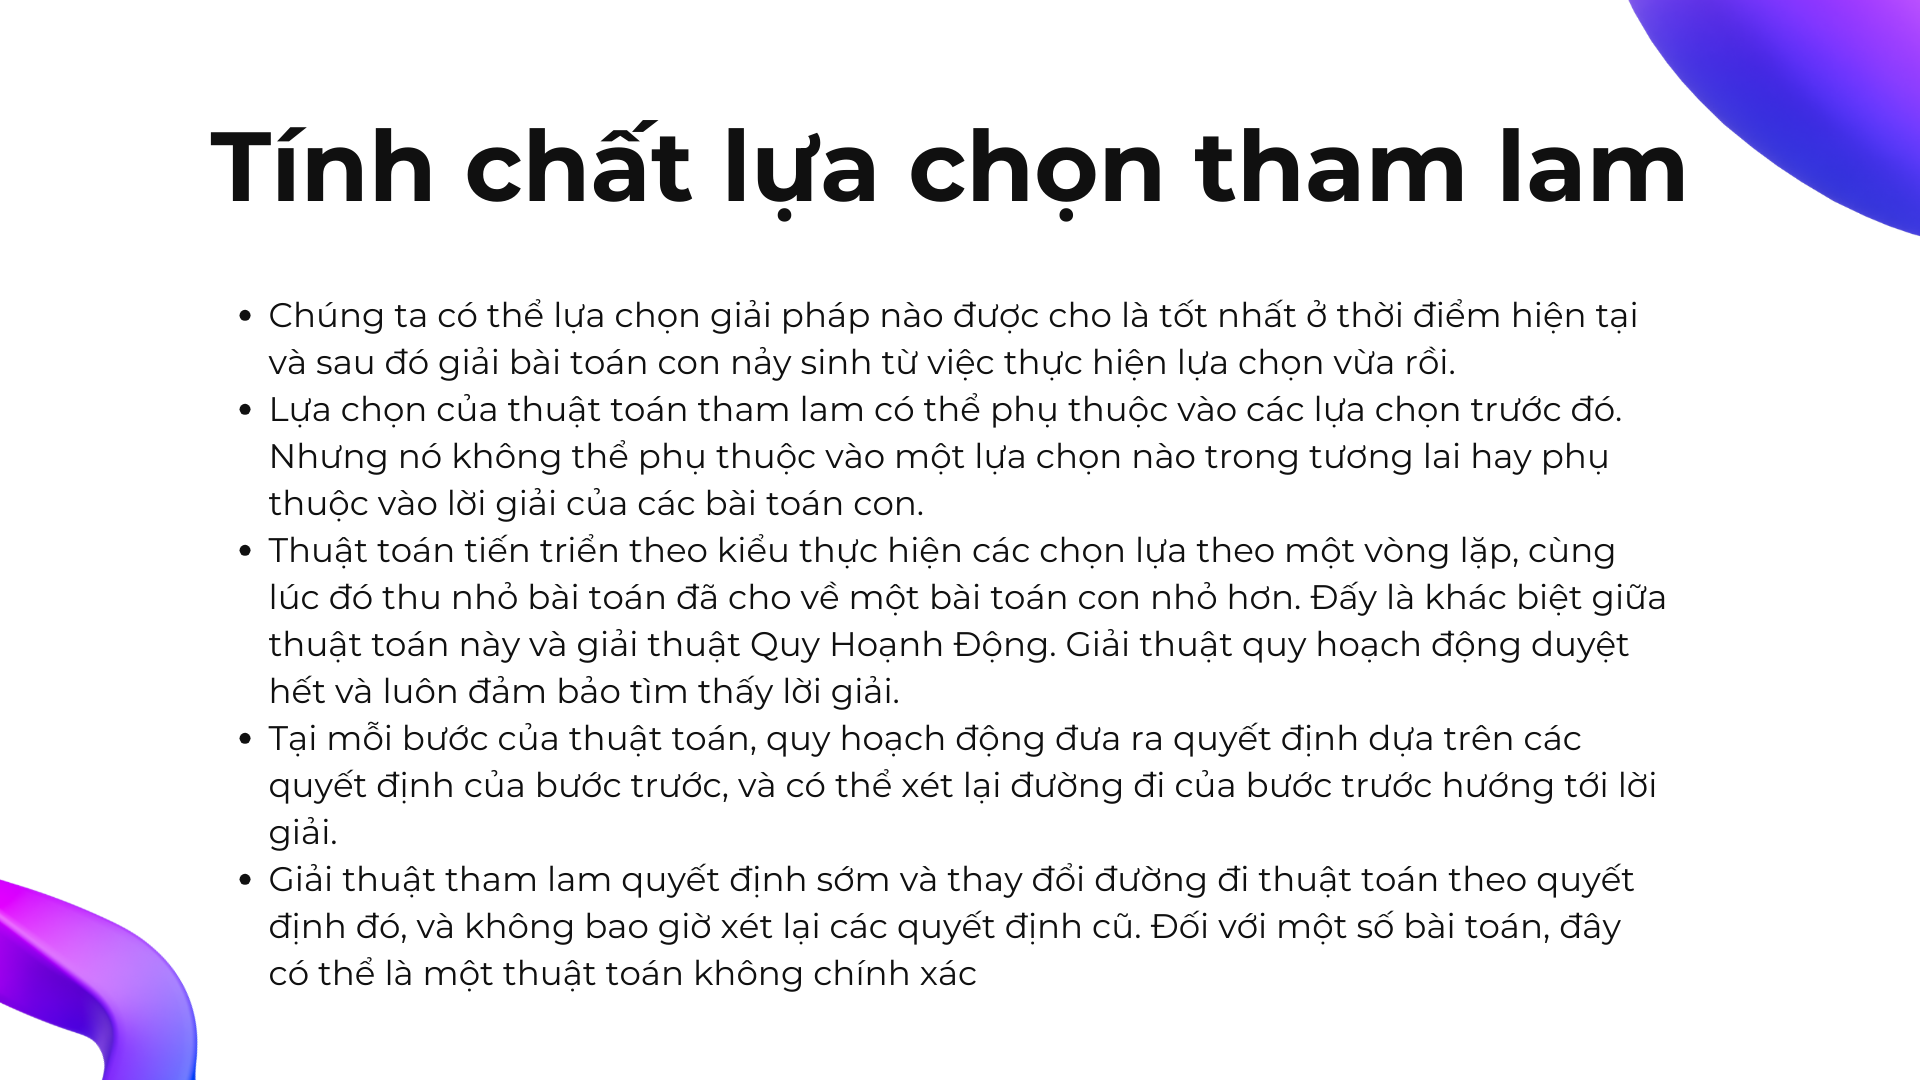 Tính chất lựa chọn tham lam
• Chúng ta có thể lựa chọn giải pháp nào được cho là tốt nhất ở thời điểm hiện tại
và sau đó giải bài toán con nảy sinh từ việc thực hiện lựa chọn vừa rồi.
• Lựa chọn của thuật toán tham lam có thể phụ thuộc vào các lựa chọn trước đó.
Nhưng nó không thể phụ thuộc vào một lựa chọn nào trong tương lai hay phụ
thuộc vào lời giải của các bài toán con.
• Thuật toán tiến triển theo kiểu thực hiện các chọn lựa theo một vòng lặp, cùng
lúc đó thu nhỏ bài toán đã cho về một bài toán con nhỏ hơn. Đấy là khác biệt giữa
thuật toán này và giải thuật Quy Hoạnh Động. Giải thuật quy hoạch động duyệt
hết và luôn đảm bảo tìm thấy lời giải.
• Tại mỗi bước của thuật toán, quy hoạch động đưa ra quyết định dựa trên các
quyết định của bước trước, và có thể xét lại đường đi của bước trước hướng tới lời
giải.
• Giải thuật tham lam quyết định sớm và thay đổi đường đi thuật toán theo quyết
định đó, và không bao giờ xét lại các quyết định cũ. Đối với một số bài toán, đây
có thể là một thuật toán không chính xác